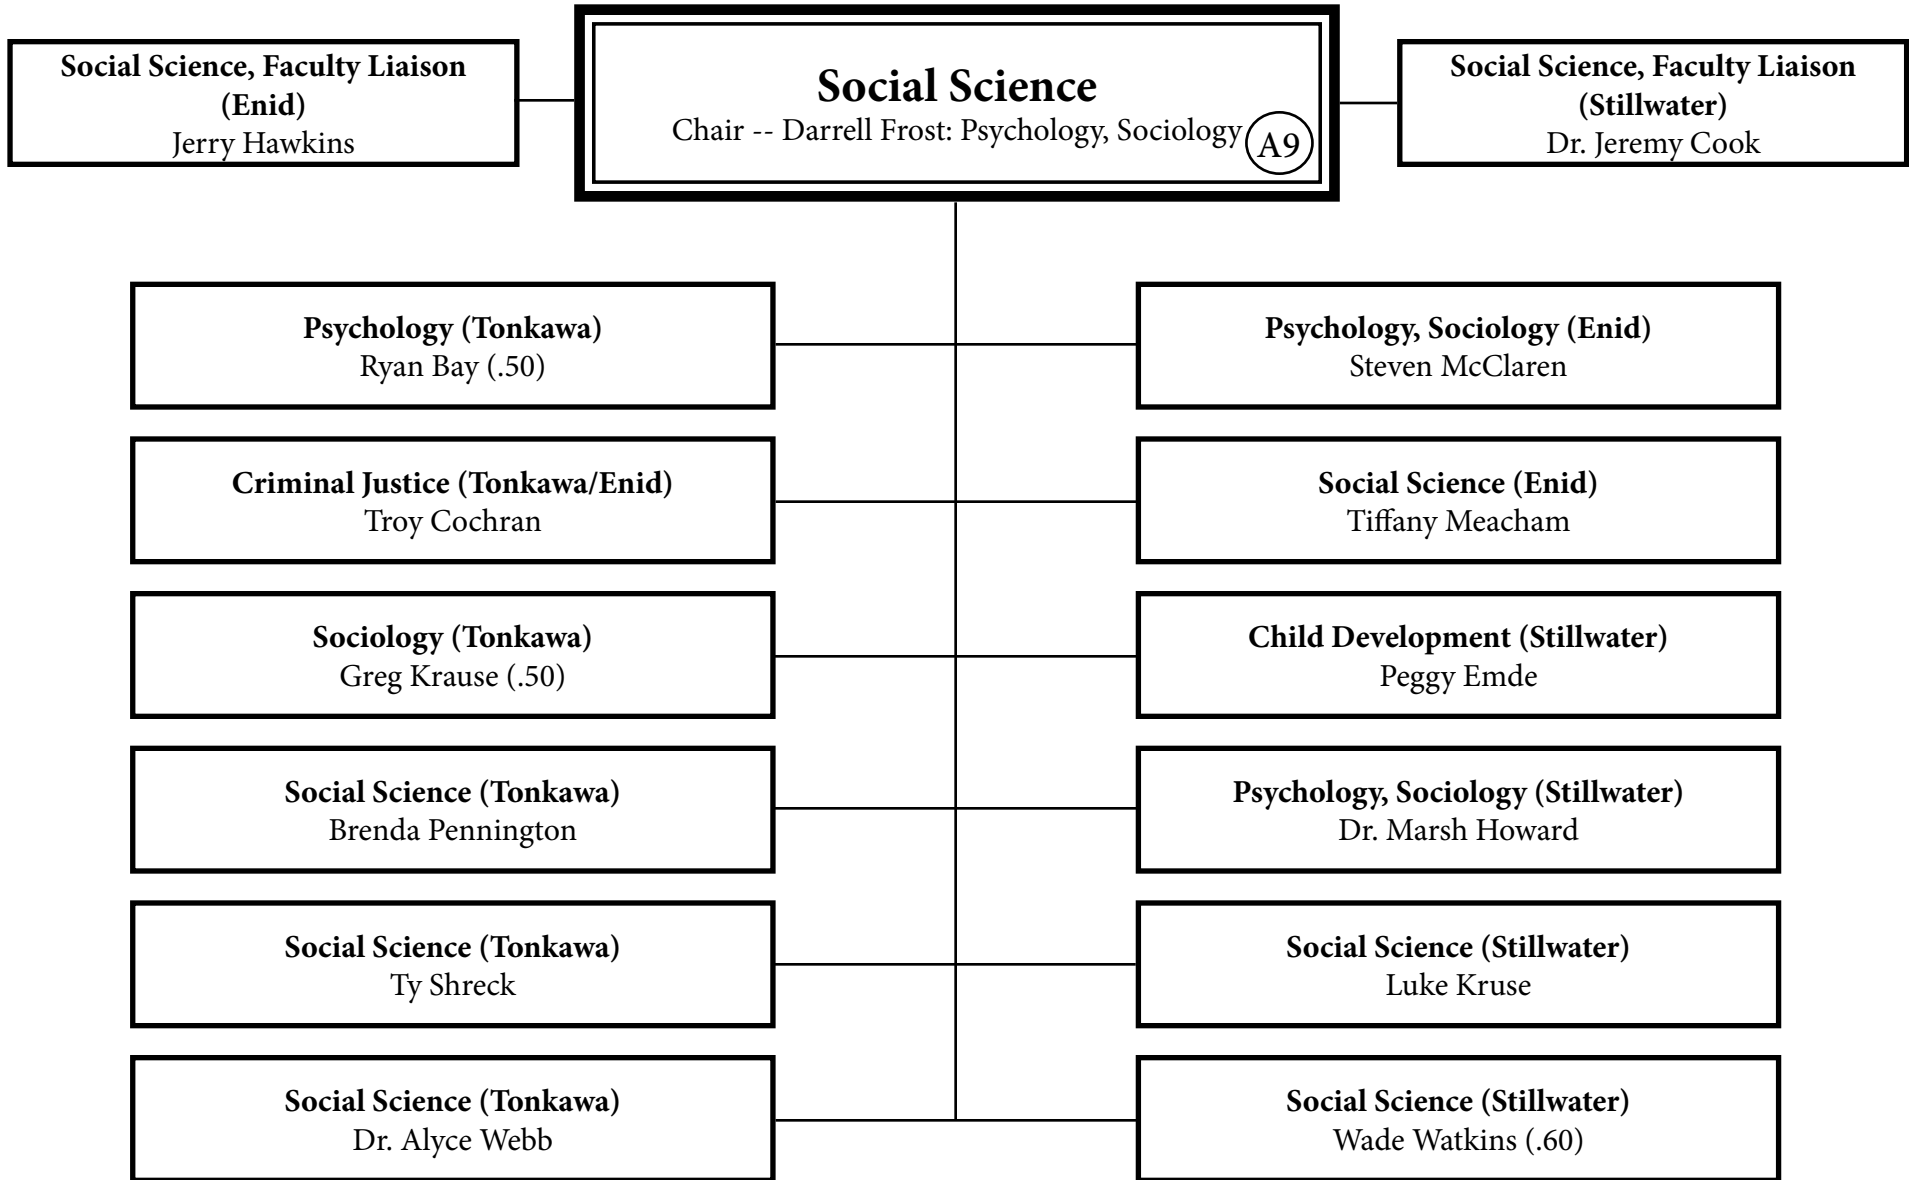 Social Science, Faculty Liaison
(Enid)
Jerry Hawkins
Social Science
Chair -- Darrell Frost: Psychology, Sociology
A9
Social Science, Faculty Liaison
(Stillwater)
Dr. Jeremy Cook
Psychology (Tonkawa)
Ryan Bay (.50)
Psychology, Sociology (Enid)
Steven McClaren
Criminal Justice (Tonkawa/Enid)
Troy Cochran
Social Science (Enid)
Tiffany Meacham
Sociology (Tonkawa)
Greg Krause (.50)
Child Development (Stillwater)
Peggy Emde
Social Science (Tonkawa)
Brenda Pennington
Psychology, Sociology (Stillwater)
Dr. Marsh Howard
Social Science (Tonkawa)
Ty Shreck
Social Science (Stillwater)
Luke Kruse
Social Science (Tonkawa)
Dr. Alyce Webb
Social Science (Stillwater)
Wade Watkins (.60)